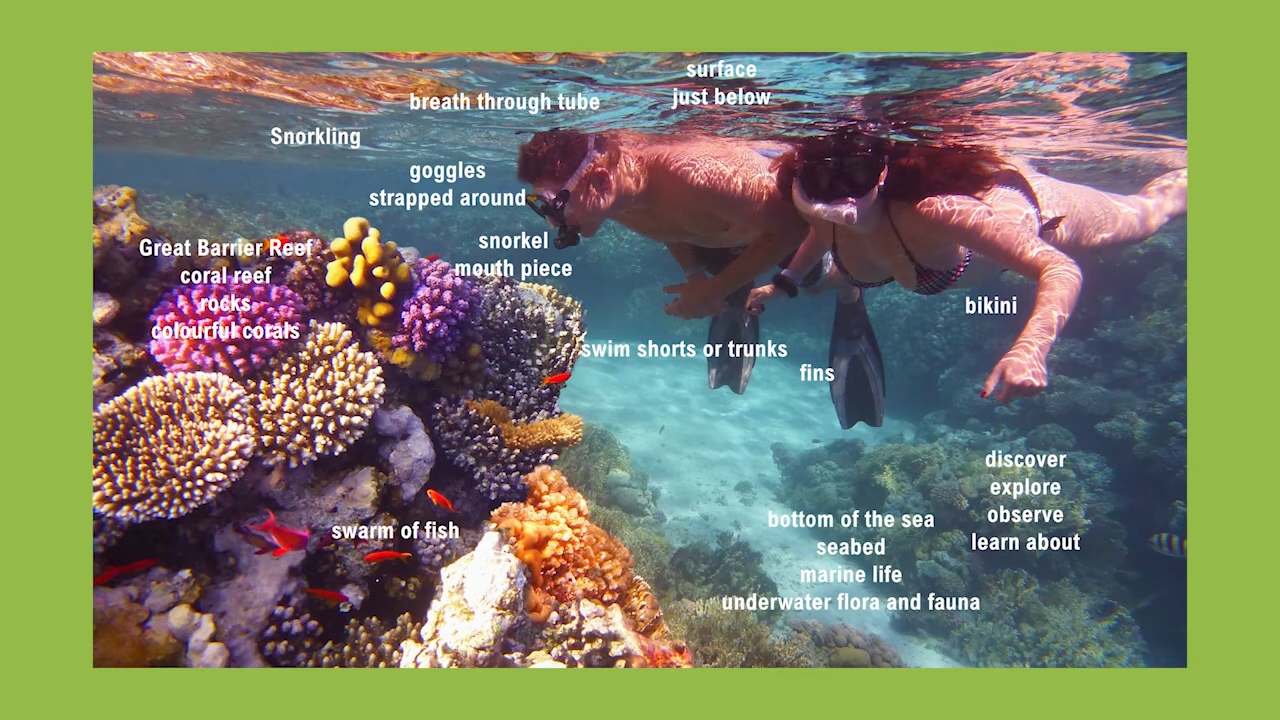 surface
just below
breath through tube
Snorkling
goggles
strapped around
snorkel
mouth piece
Great Barrier Reef
coral reef
rocks
colourful corals
bikini
swim shorts or trunks
fins
discover
explore
observe
learn about
swarm of fish
bottom of the sea
seabed
marine life
underwater flora and fauna